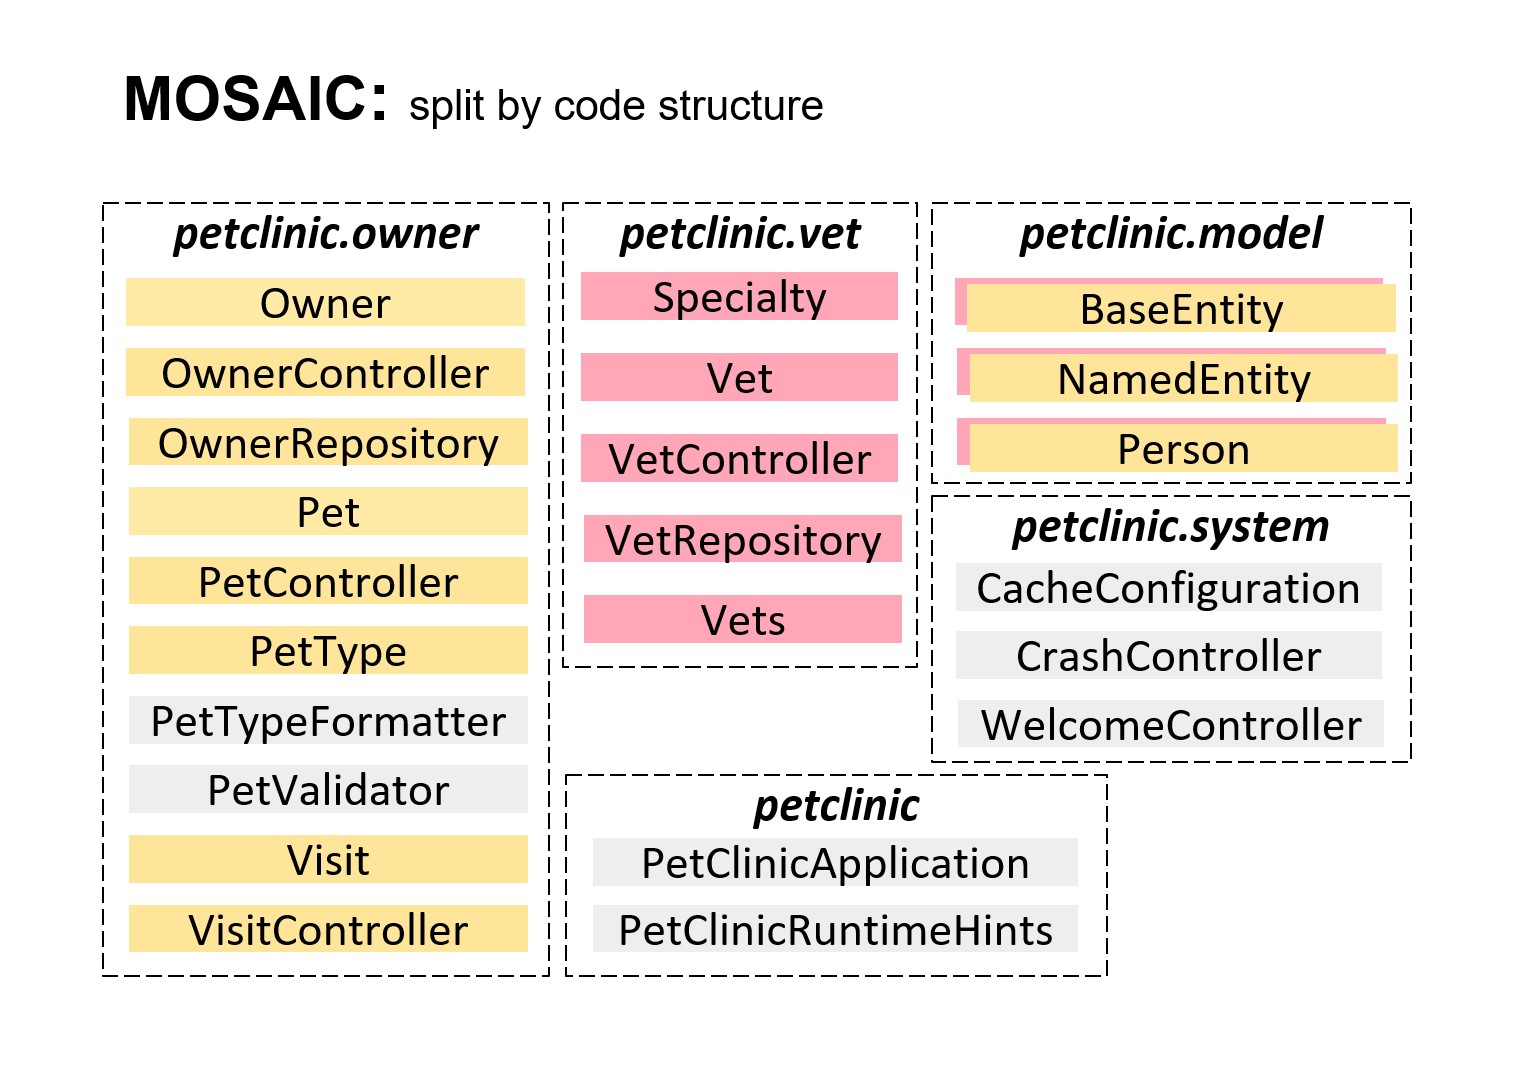 MOSAIC: split by code structure
petclinic.owner
Owner
OwnerController
OwnerRepository
Pet
PetController
PetType
PetTypeFormatter
PetValidator
Visit
VisitController
petclinic.vet
Specialty
Vet
VetController
VetRepository
Vets
petclinic.model
BaseEntity
NamedEntity
Person
petclinic.system
CacheConfiguration
CrashController
WelcomeController
petclinic
PetClinicApplication
PetClinicRuntimeHints